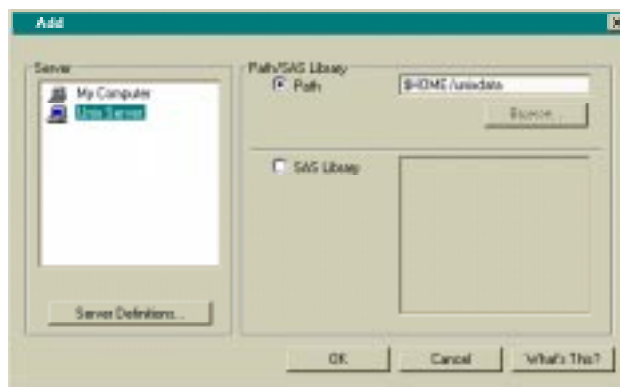 Add
Server
My Computer
Unix Server
Server Definitions...
Path/SAS Library
Path
$HOME/unixdata
Browse...
SAS Library
OK
Cancel
What's This?